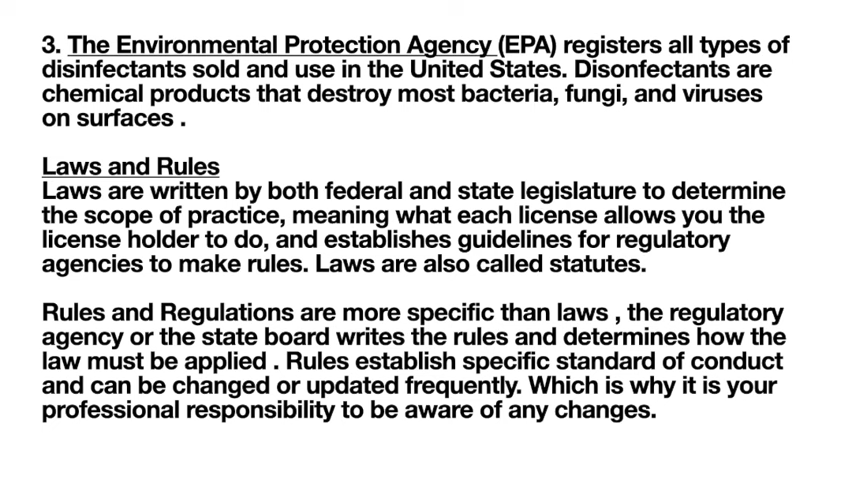 3. The Environmental Protection Agency (EPA) registers all types of
disinfectants sold and use in the United States. Disonfectants are
chemical products that destroy most bacteria, fungi, and viruses
on surfaces .
Laws and Rules
Laws are written by both federal and state legislature to determine
the scope of practice, meaning what each license allows you the
license holder to do, and establishes guidelines for regulatory
agencies to make rules. Laws are also called statutes.
Rules and Regulations are more specific than laws , the regulatory
agency or the state board writes the rules and determines how the
law must be applied . Rules establish specific standard of conduct
and can be changed or updated frequently. Which is why it is your
professional responsibility to be aware of any changes.